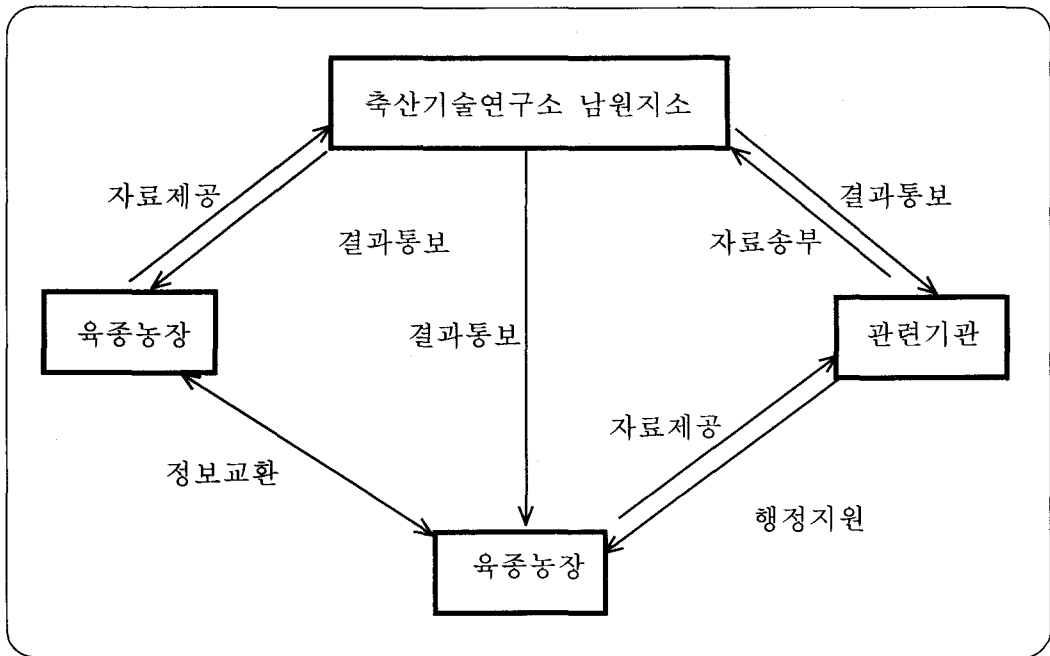 축산기술연구소 남원지소
자료제공
결과통보
결과통보
자료송부
육종농장
결과통보
관련기관
자료제공
정보교환
행정지원
육종농장